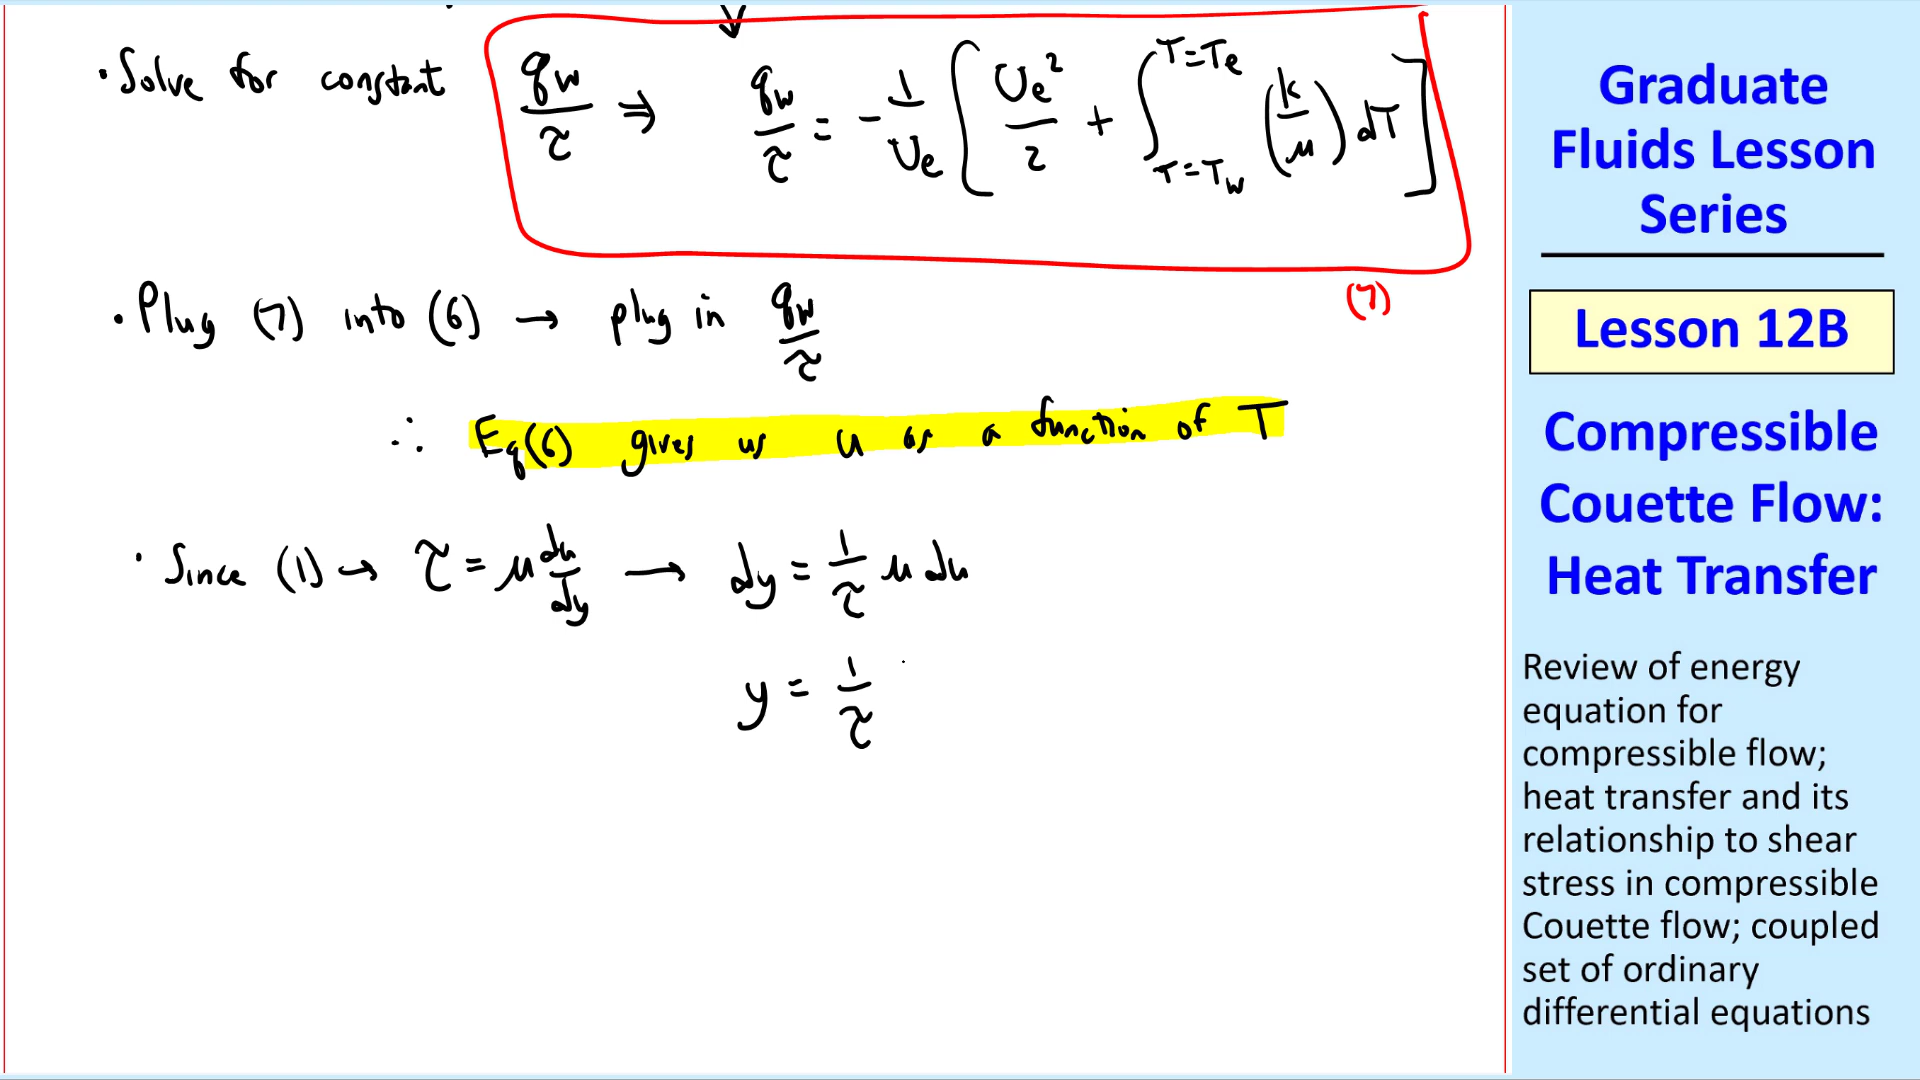 • Solve for constant qw/τ ⇒ qw/τ = -1/Ue [Ue²/2 + ∫_{T=Tw}^{T=Te} (k/μ) dT]
(7)
• Plug (7) into (6) → plug in qw/τ
∴ Eq(6) gives us u as a function of T
• Since (1) → τ = μ du/dy → dy = 1/τ μ du
y = 1/τ
Graduate
Fluids Lesson
Series
Lesson 12B
Compressible
Couette Flow:
Heat Transfer
Review of energy
equation for
compressible flow;
heat transfer and its
relationship to shear
stress in compressible
Couette flow; coupled
set of ordinary
differential equations